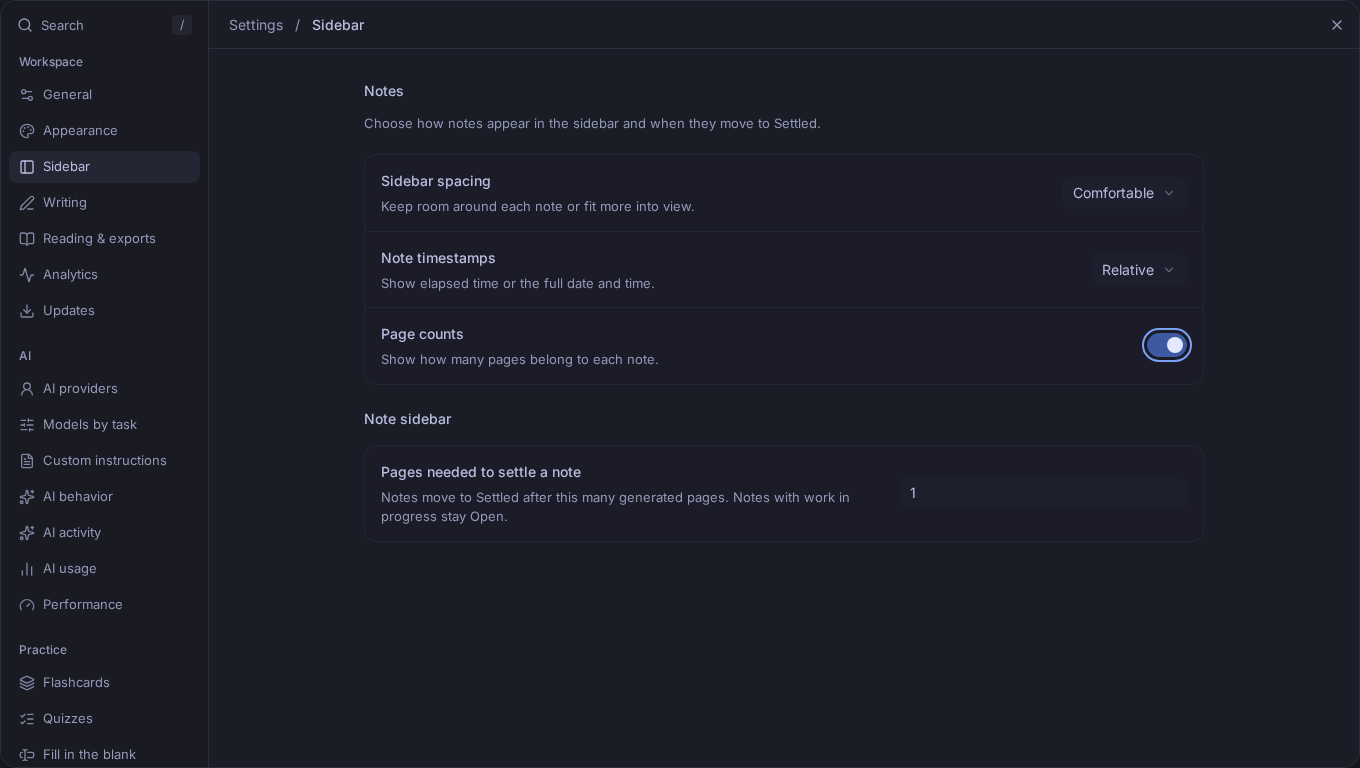 Search /
Workspace
General
Appearance
Sidebar
Writing
Reading & exports
Analytics
Updates
AI
AI providers
Models by task
Custom instructions
AI behavior
AI activity
AI usage
Performance
Practice
Flashcards
Quizzes
Fill in the blank
Settings / Sidebar
Notes
Choose how notes appear in the sidebar and when they move to Settled.
Sidebar spacing
Keep room around each note or fit more into view.
Comfortable
Note timestamps
Show elapsed time or the full date and time.
Relative
Page counts
Show how many pages belong to each note.
Note sidebar
Pages needed to settle a note
Notes move to Settled after this many generated pages. Notes with work in
progress stay Open.
1